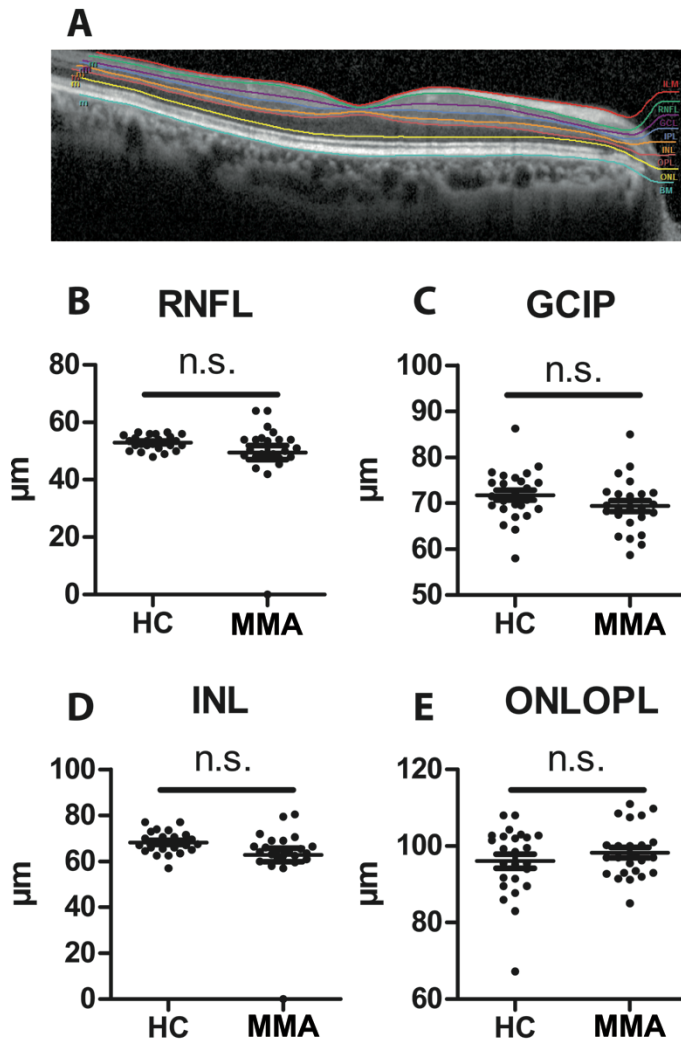 A
ILM
RNFL
GCL
IPL
INL
OPL
ONL
BM
B RNFL
80
60
40
20
0
µm
n.s.
HC MMA
C GCIP
100
90
80
70
60
50
µm
n.s.
HC MMA
D INL
100
80
60
40
20
0
µm
n.s.
HC MMA
E ONLOPL
120
100
80
60
µm
n.s.
HC MMA